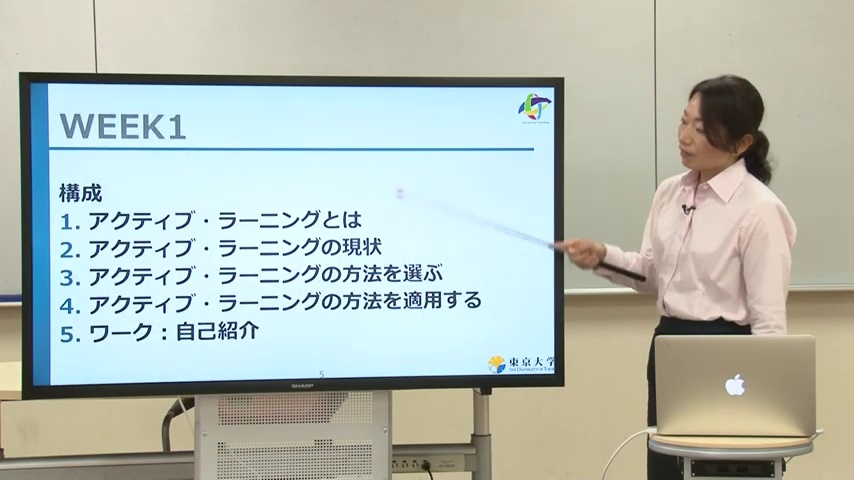 WEEK1
構成
1. アクティブ・ラーニングとは
2. アクティブ・ラーニングの現状
3. アクティブ・ラーニングの方法を選ぶ
4. アクティブ・ラーニングの方法を適用する
5. ワーク：自己紹介
5
東京大学
SHARP